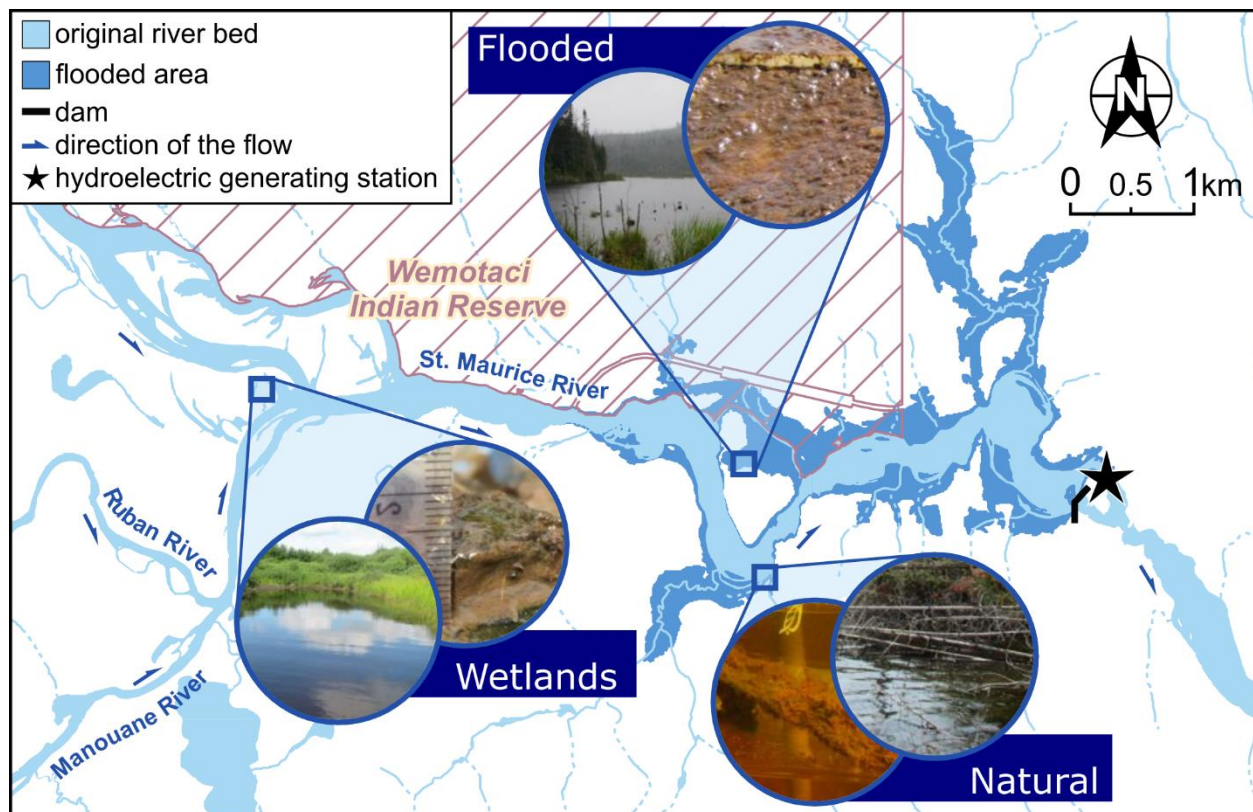 original river bed
flooded area
dam
direction of the flow
hydroelectric generating station
Flooded
N
0 0.5 1km
Wemotaci
Indian Reserve
St. Maurice River
Ruban River
Manouane River
Wetlands
Natural